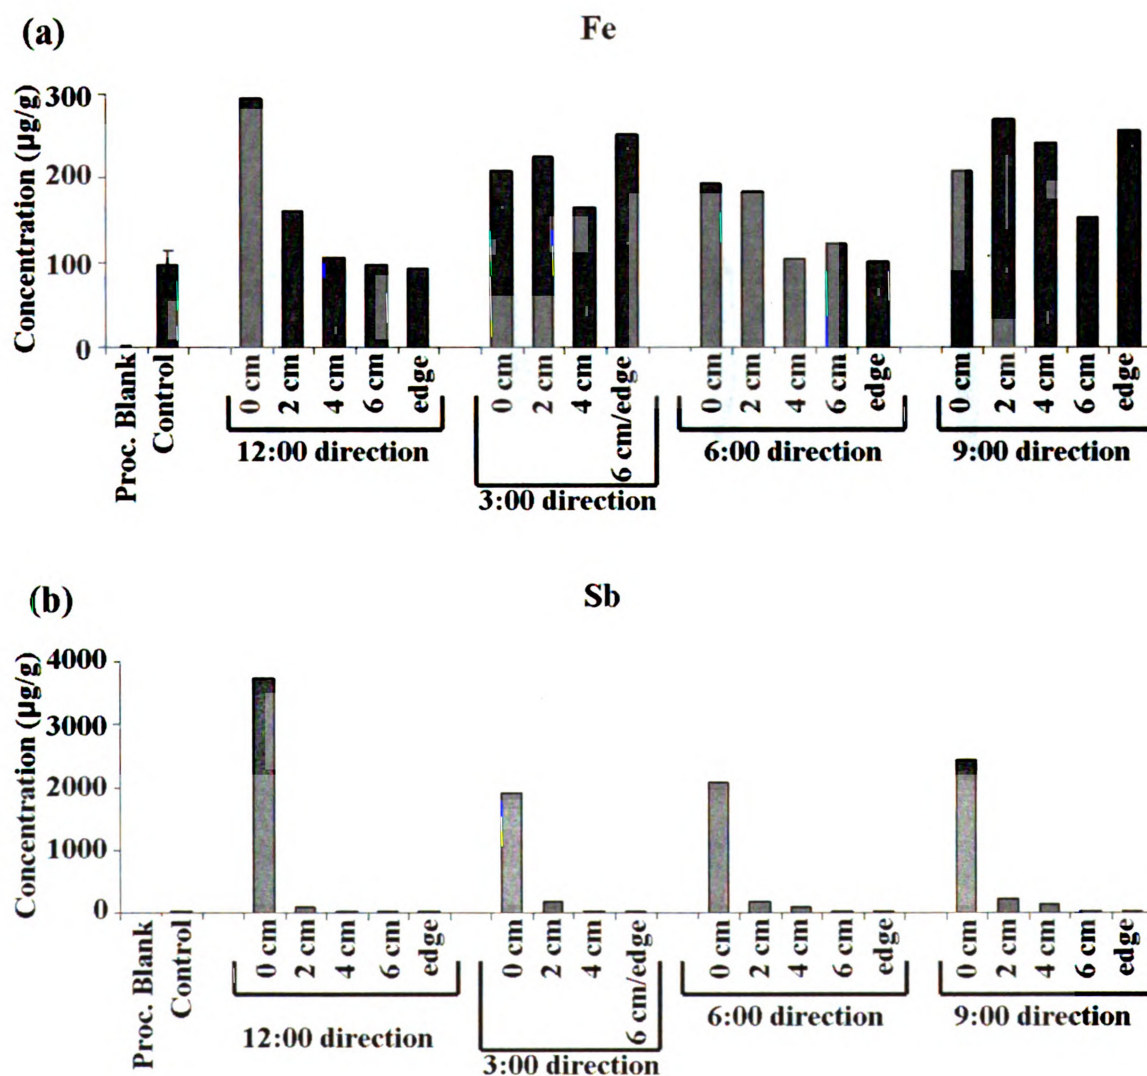 (a)
Fe
Concentration (µg/g)
300
200
100
0
Proc. Blank
Control
0 cm
2 cm
4 cm
6 cm
edge
12:00 direction
0 cm
2 cm
4 cm
6 cm/edge
3:00 direction
0 cm
2 cm
4 cm
6 cm
edge
6:00 direction
0 cm
2 cm
4 cm
6 cm
edge
9:00 direction
(b)
Sb
Concentration (µg/g)
4000
3000
2000
1000
0
Proc. Blank
Control
0 cm
2 cm
4 cm
6 cm
edge
12:00 direction
0 cm
2 cm
4 cm
6 cm/edge
3:00 direction
0 cm
2 cm
4 cm
6 cm
edge
6:00 direction
0 cm
2 cm
4 cm
6 cm
edge
9:00 direction